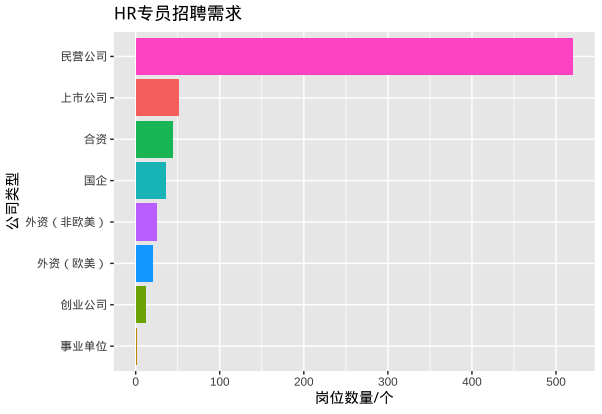 HR专员招聘需求
民营公司
上市公司
合资
国企
外资（非欧美）
外资（欧美）
创业公司
事业单位
公司类型
0 100 200 300 400 500
岗位数量/个